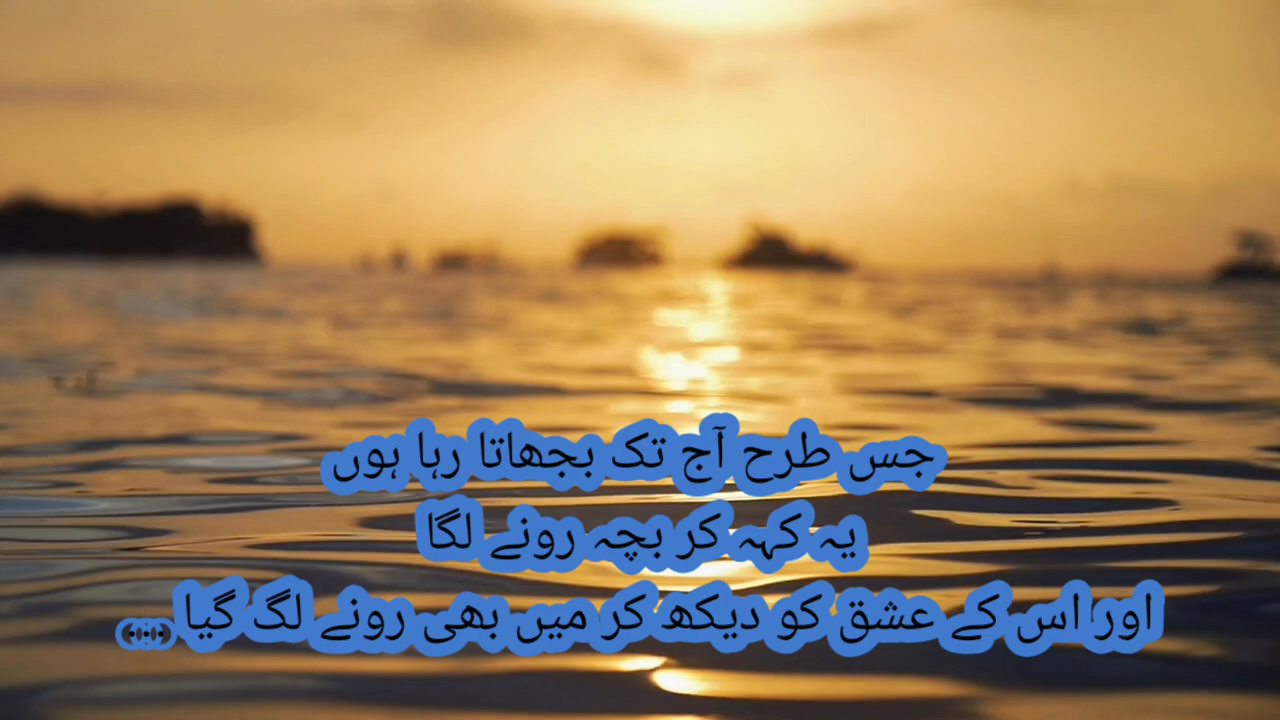 جس طرح آج تک بجھاتا رہا ہوں
یہ کہہ کر بچہ رونے لگا
اور اس کے عشق کو دیکھ کر میں بھی رونے لگ گیا